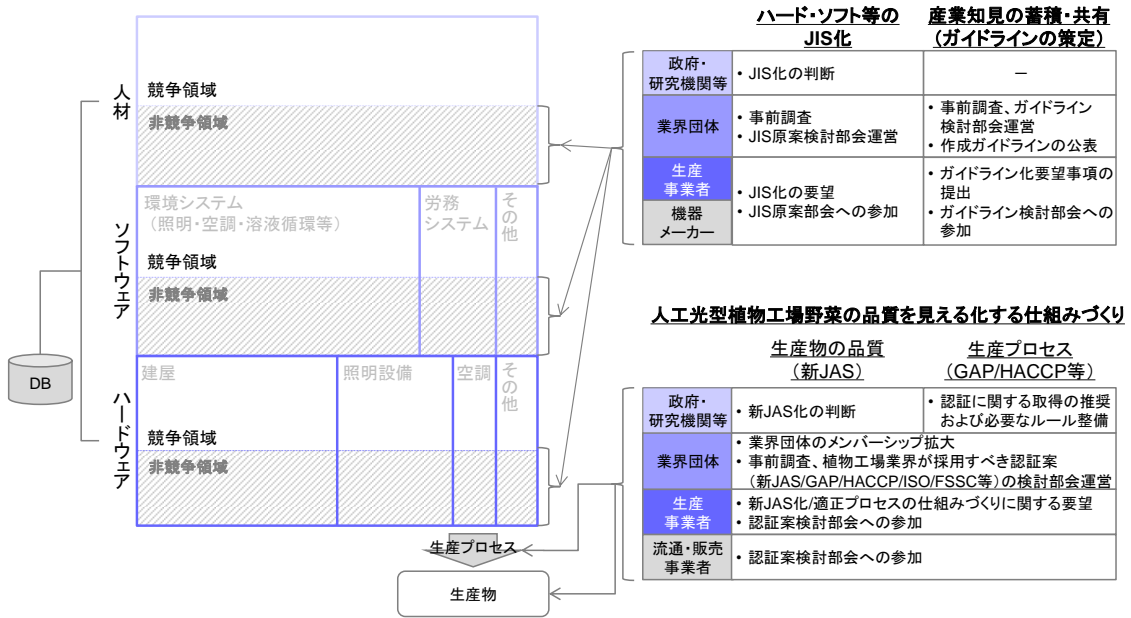 DB
人材
競争領域
非競争領域
ソフトウェア
環境システム
（照明・空調・溶液循環等）
労務
システム
その他
競争領域
非競争領域
ハードウェア
建屋
照明設備
空調
その他
競争領域
非競争領域
生産プロセス
生産物
ハード・ソフト等の
JIS化
産業知見の蓄積・共有
（ガイドラインの策定）
政府・
研究機関等
• JIS化の判断
－
業界団体
• 事前調査
• JIS原案検討部会運営
• 事前調査、ガイドライン
検討部会運営
• 作成ガイドラインの公表
生産
事業者
機器
メーカー
• JIS化の要望
• JIS原案部会への参加
• ガイドライン化要望事項の
提出
• ガイドライン検討部会への
参加
人工光型植物工場野菜の品質を見える化する仕組みづくり
生産物の品質
（新JAS）
生産プロセス
（GAP/HACCP等）
政府・
研究機関等
• 新JAS化の判断
• 認証に関する取得の推奨
および必要なルール整備
業界団体
• 業界団体のメンバーシップ拡大
• 事前調査、植物工場業界が採用すべき認証案
（新JAS/GAP/HACCP/ISO/FSSC等）の検討部会運営
生産
事業者
• 新JAS化/適正プロセスの仕組みづくりに関する要望
• 認証案検討部会への参加
流通・販売
事業者
• 認証案検討部会への参加